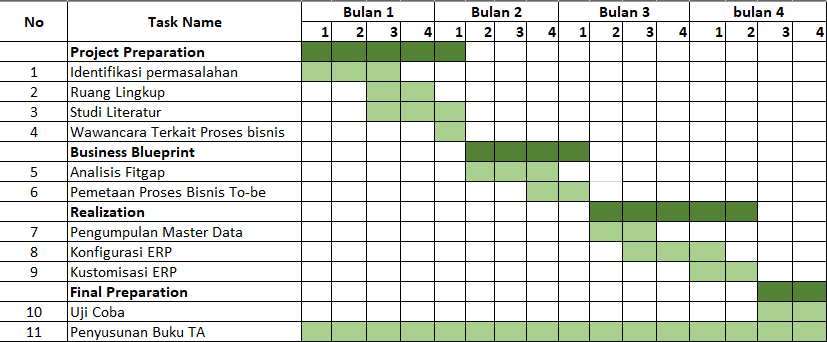 No Task Name Bulan 1 Bulan 2 Bulan 3 bulan 4
1 2 3 4 1 2 3 4 1 2 3 4 1 2 3 4
Project Preparation
1 Identifikasi permasalahan
2 Ruang Lingkup
3 Studi Literatur
4 Wawancara Terkait Proses bisnis
Business Blueprint
5 Analisis Fitgap
6 Pemetaan Proses Bisnis To-be
Realization
7 Pengumpulan Master Data
8 Konfigurasi ERP
9 Kustomisasi ERP
Final Preparation
10 Uji Coba
11 Penyusunan Buku TA